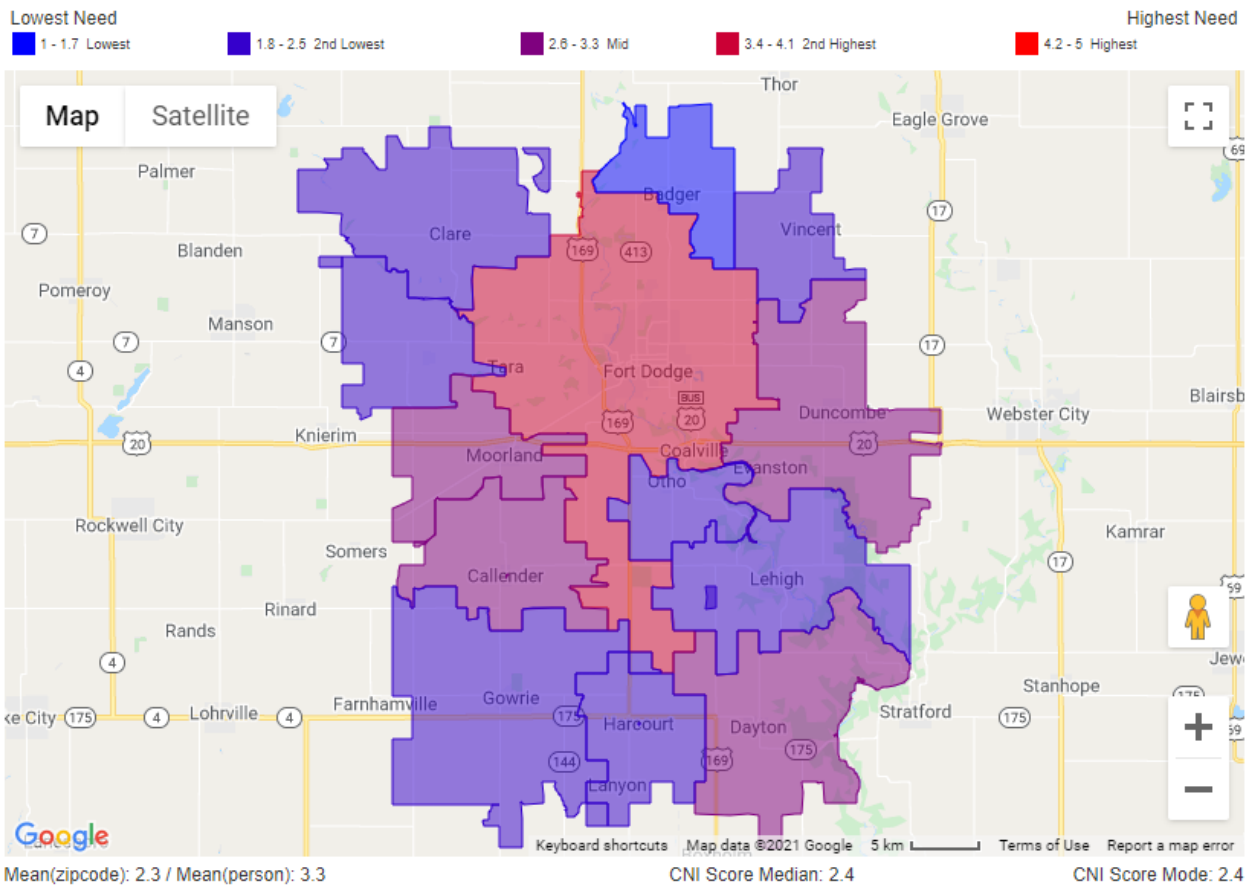 Lowest Need
Highest Need
1 - 1.7 Lowest
1.8 - 2.5 2nd Lowest
2.6 - 3.3 Mid
3.4 - 4.1 2nd Highest
4.2 - 5 Highest
Map
Satellite
Thor
Eagle Grove
69
Palmer
Badger
17
7
Clare
Vincent
Blanden
169
413
Pomeroy
Manson
7
7
17
4
Tara
Fort Dodge
BUS
20
169
Blairsb
Duncombe
Webster City
Knierim
20
20
Moorland
Coalville
Evanston
Otho
Rockwell City
Kamrar
Somers
17
Callender
Lehigh
69
Rinard
Rands
4
Jew
Stanhope
175
Gowrie
Farnhamville
Lohrville
ke City
175
4
4
175
Harcourt
Dayton
Stratford
175
175
69
144
169
Lanyon
Google
Keyboard shortcuts
Map data ©2021 Google
5 km
Terms of Use
Report a map error
Mean(zipcode): 2.3 / Mean(person): 3.3
CNI Score Median: 2.4
CNI Score Mode: 2.4